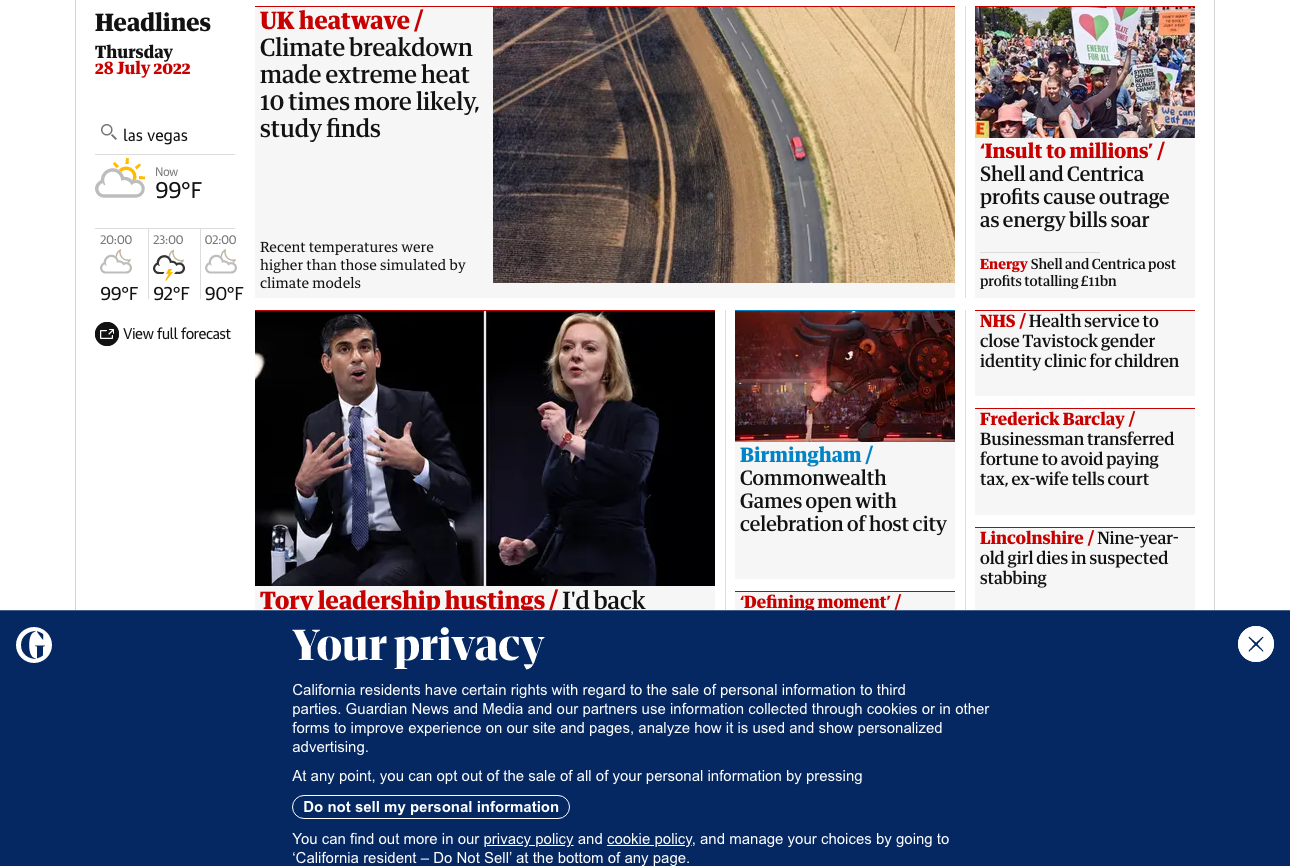 Headlines
Thursday
28 July 2022
las vegas
Now
99°F
20:00
99°F
23:00
92°F
02:00
90°F
View full forecast
UK heatwave /
Climate breakdown
made extreme heat
10 times more likely,
study finds
Recent temperatures were
higher than those simulated by
climate models
ENERGY
FOR ALL
SYSTEM
CHANGE
NOT
CLIMATE
CHANGE
‘Insult to millions’ /
Shell and Centrica
profits cause outrage
as energy bills soar
Energy Shell and Centrica post
profits totalling £11bn
Tory leadership hustings / I'd back
Birmingham /
Commonwealth
Games open with
celebration of host city
‘Defining moment’ /
NHS / Health service to
close Tavistock gender
identity clinic for children
Frederick Barclay /
Businessman transferred
fortune to avoid paying
tax, ex-wife tells court
Lincolnshire / Nine-year-
old girl dies in suspected
stabbing
G
Your privacy
California residents have certain rights with regard to the sale of personal information to third
parties. Guardian News and Media and our partners use information collected through cookies or in other
forms to improve experience on our site and pages, analyze how it is used and show personalized
advertising.
At any point, you can opt out of the sale of all of your personal information by pressing
Do not sell my personal information
You can find out more in our privacy policy and cookie policy, and manage your choices by going to
‘California resident – Do Not Sell’ at the bottom of any page.